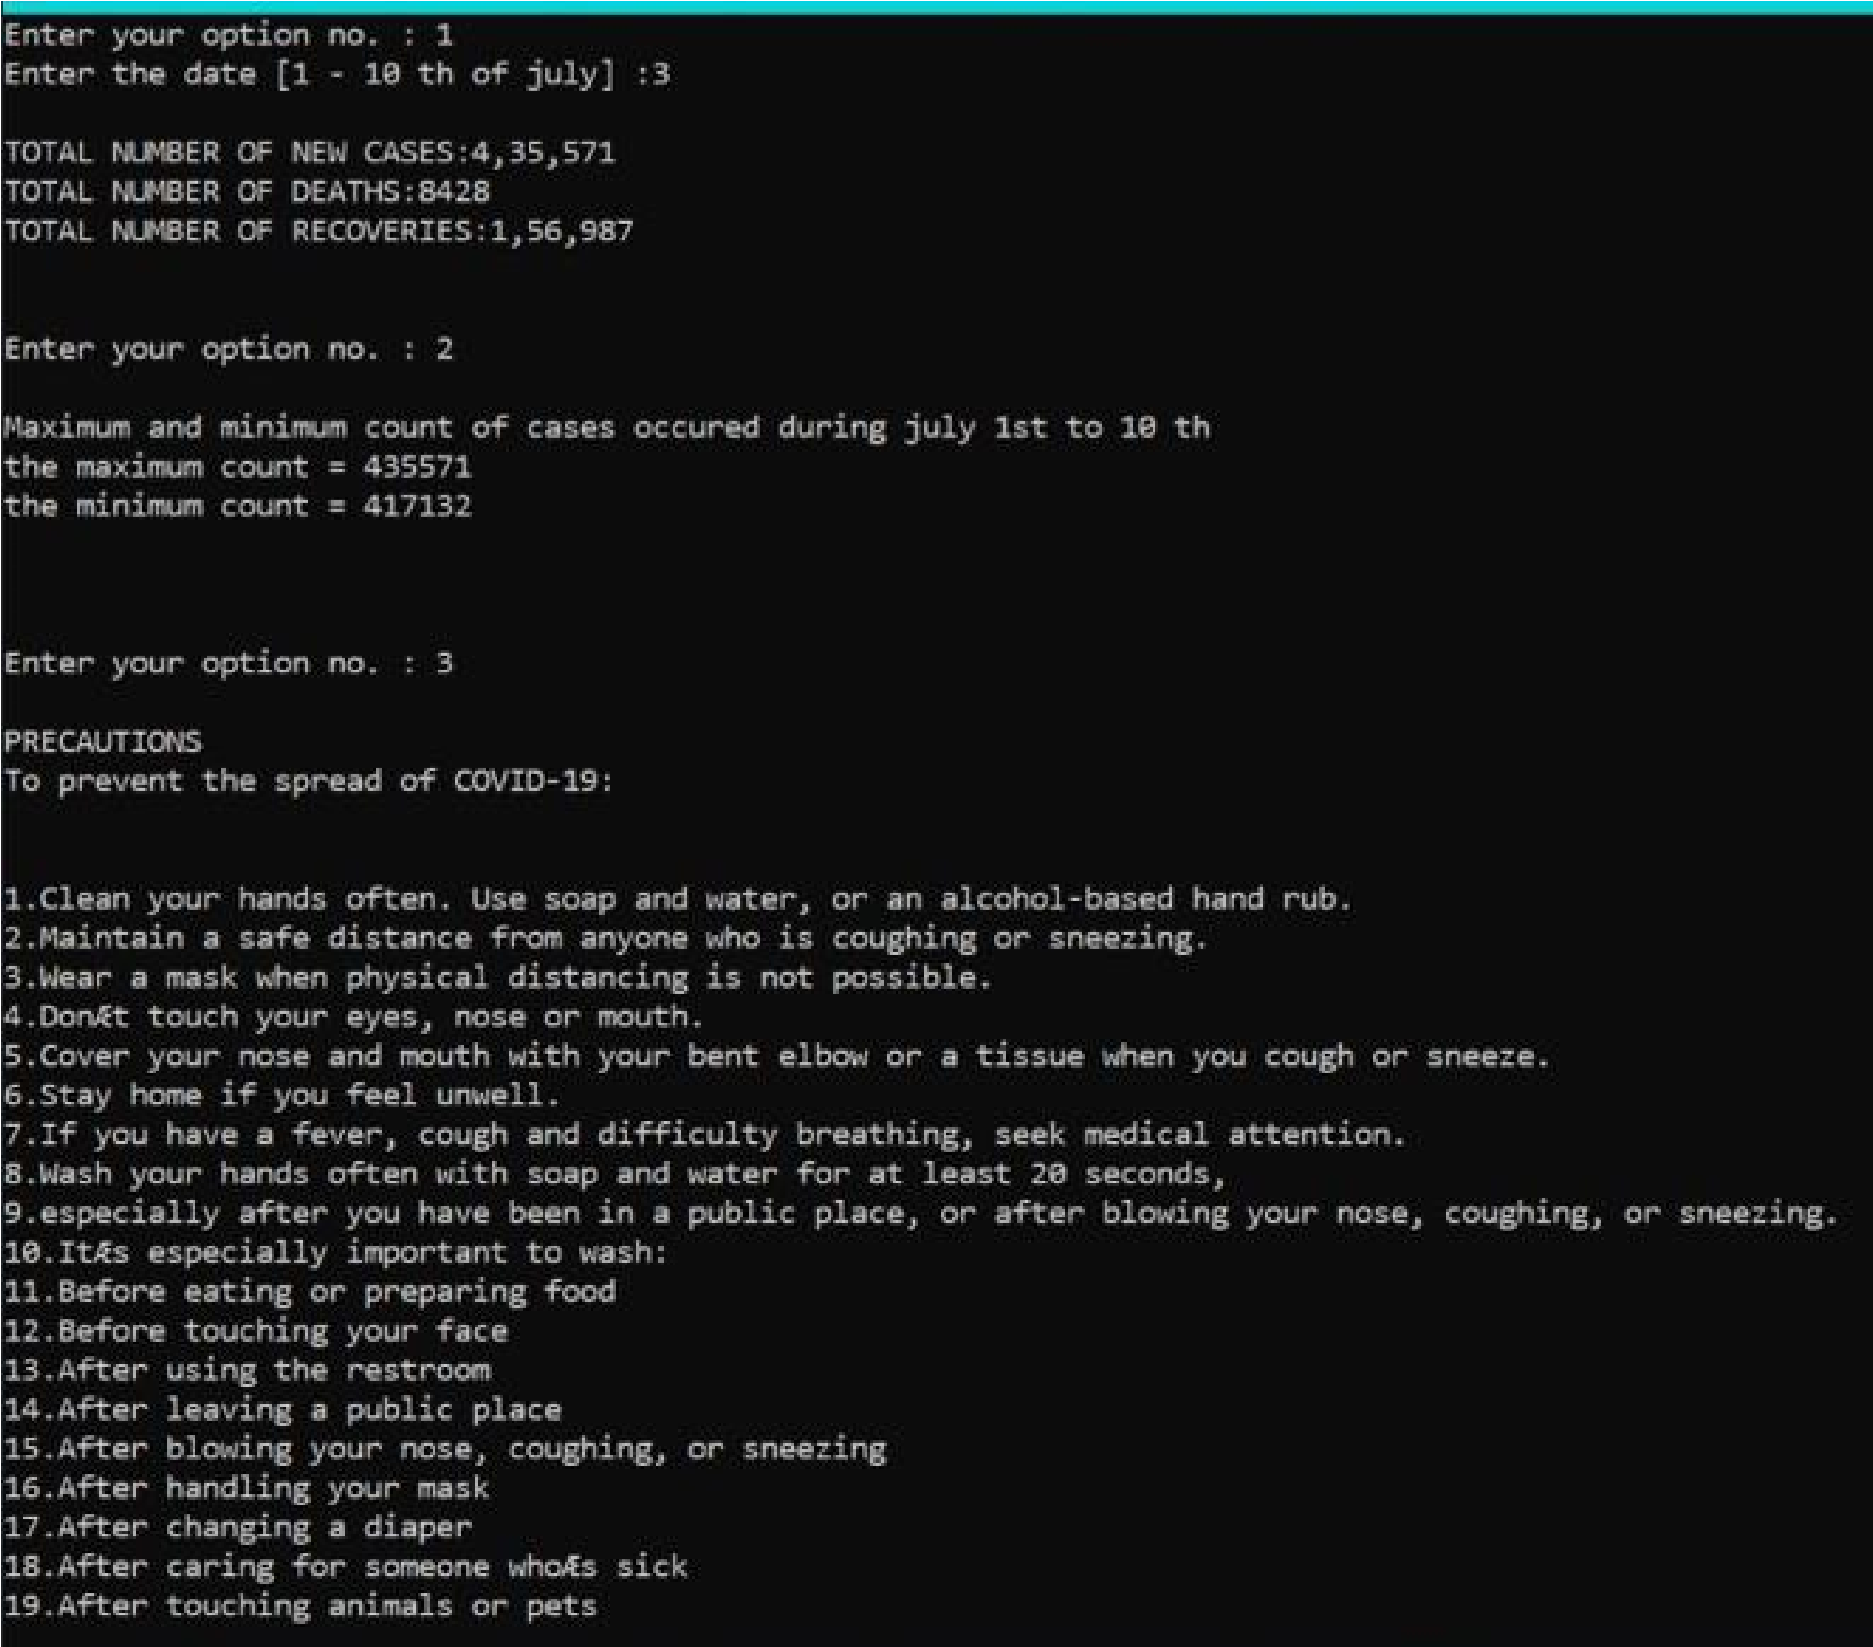 Enter your option no. : 1
Enter the date [1 - 10 th of july] :3
TOTAL NUMBER OF NEW CASES:4,35,571
TOTAL NUMBER OF DEATHS:8428
TOTAL NUMBER OF RECOVERIES:1,56,987
Enter your option no. : 2
Maximum and minimum count of cases occured during july 1st to 10 th
the maximum count = 435571
the minimum count = 417132
Enter your option no. : 3
PRECAUTIONS
To prevent the spread of COVID-19:
1.Clean your hands often. Use soap and water, or an alcohol-based hand rub.
2.Maintain a safe distance from anyone who is coughing or sneezing.
3.Wear a mask when physical distancing is not possible.
4.DonÆt touch your eyes, nose or mouth.
5.Cover your nose and mouth with your bent elbow or a tissue when you cough or sneeze.
6.Stay home if you feel unwell.
7.If you have a fever, cough and difficulty breathing, seek medical attention.
8.Wash your hands often with soap and water for at least 20 seconds,
9.especially after you have been in a public place, or after blowing your nose, coughing, or sneezing.
10.ItÆs especially important to wash:
11.Before eating or preparing food
12.Before touching your face
13.After using the restroom
14.After leaving a public place
15.After blowing your nose, coughing, or sneezing
16.After handling your mask
17.After changing a diaper
18.After caring for someone whoÆs sick
19.After touching animals or pets